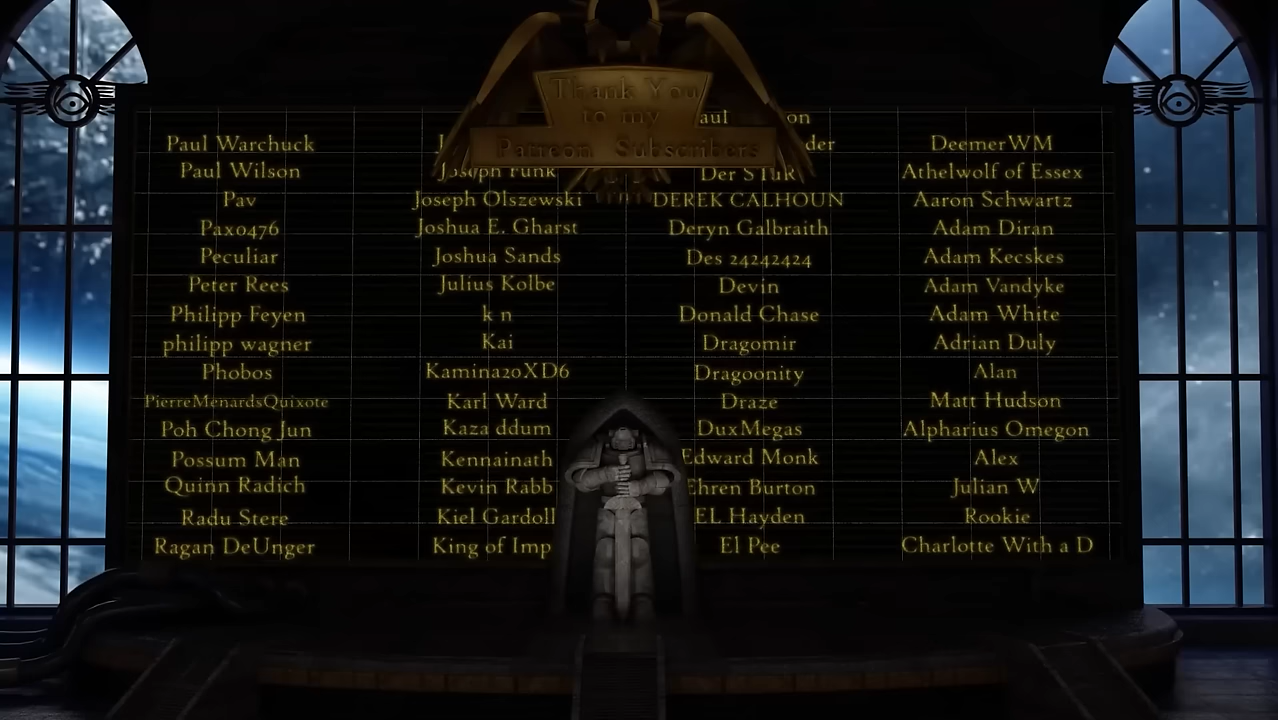 Thank You
to my
Patreon Subscribers
Paul Warchuck
Paul Wilson
Pav
Pax0476
Peculiar
Peter Rees
Philipp Feyen
philipp wagner
Phobos
PierreMenardsQuixote
Poh Chong Jun
Possum Man
Quinn Radich
Radu Stere
Ragan DeUnger
Joseph Funk
Joseph Olszewski
Joshua E. Gharst
Joshua Sands
Julius Kolbe
k n
Kai
Kamina20XD6
Karl Ward
Kaza ddum
Kennainath
Kevin Rabb
Kiel Gardoll
King of Imp
Der STuR
DEREK CALHOUN
Deryn Galbraith
Des 24242424
Devin
Donald Chase
Dragomir
Dragoonity
Draze
DuxMegas
Edward Monk
Ehren Burton
EL Hayden
El Pee
DeemerWM
Athelwolf of Essex
Aaron Schwartz
Adam Diran
Adam Kecskes
Adam Vandyke
Adam White
Adrian Duly
Alan
Matt Hudson
Alpharius Omegon
Alex
Julian W
Rookie
Charlotte With a D